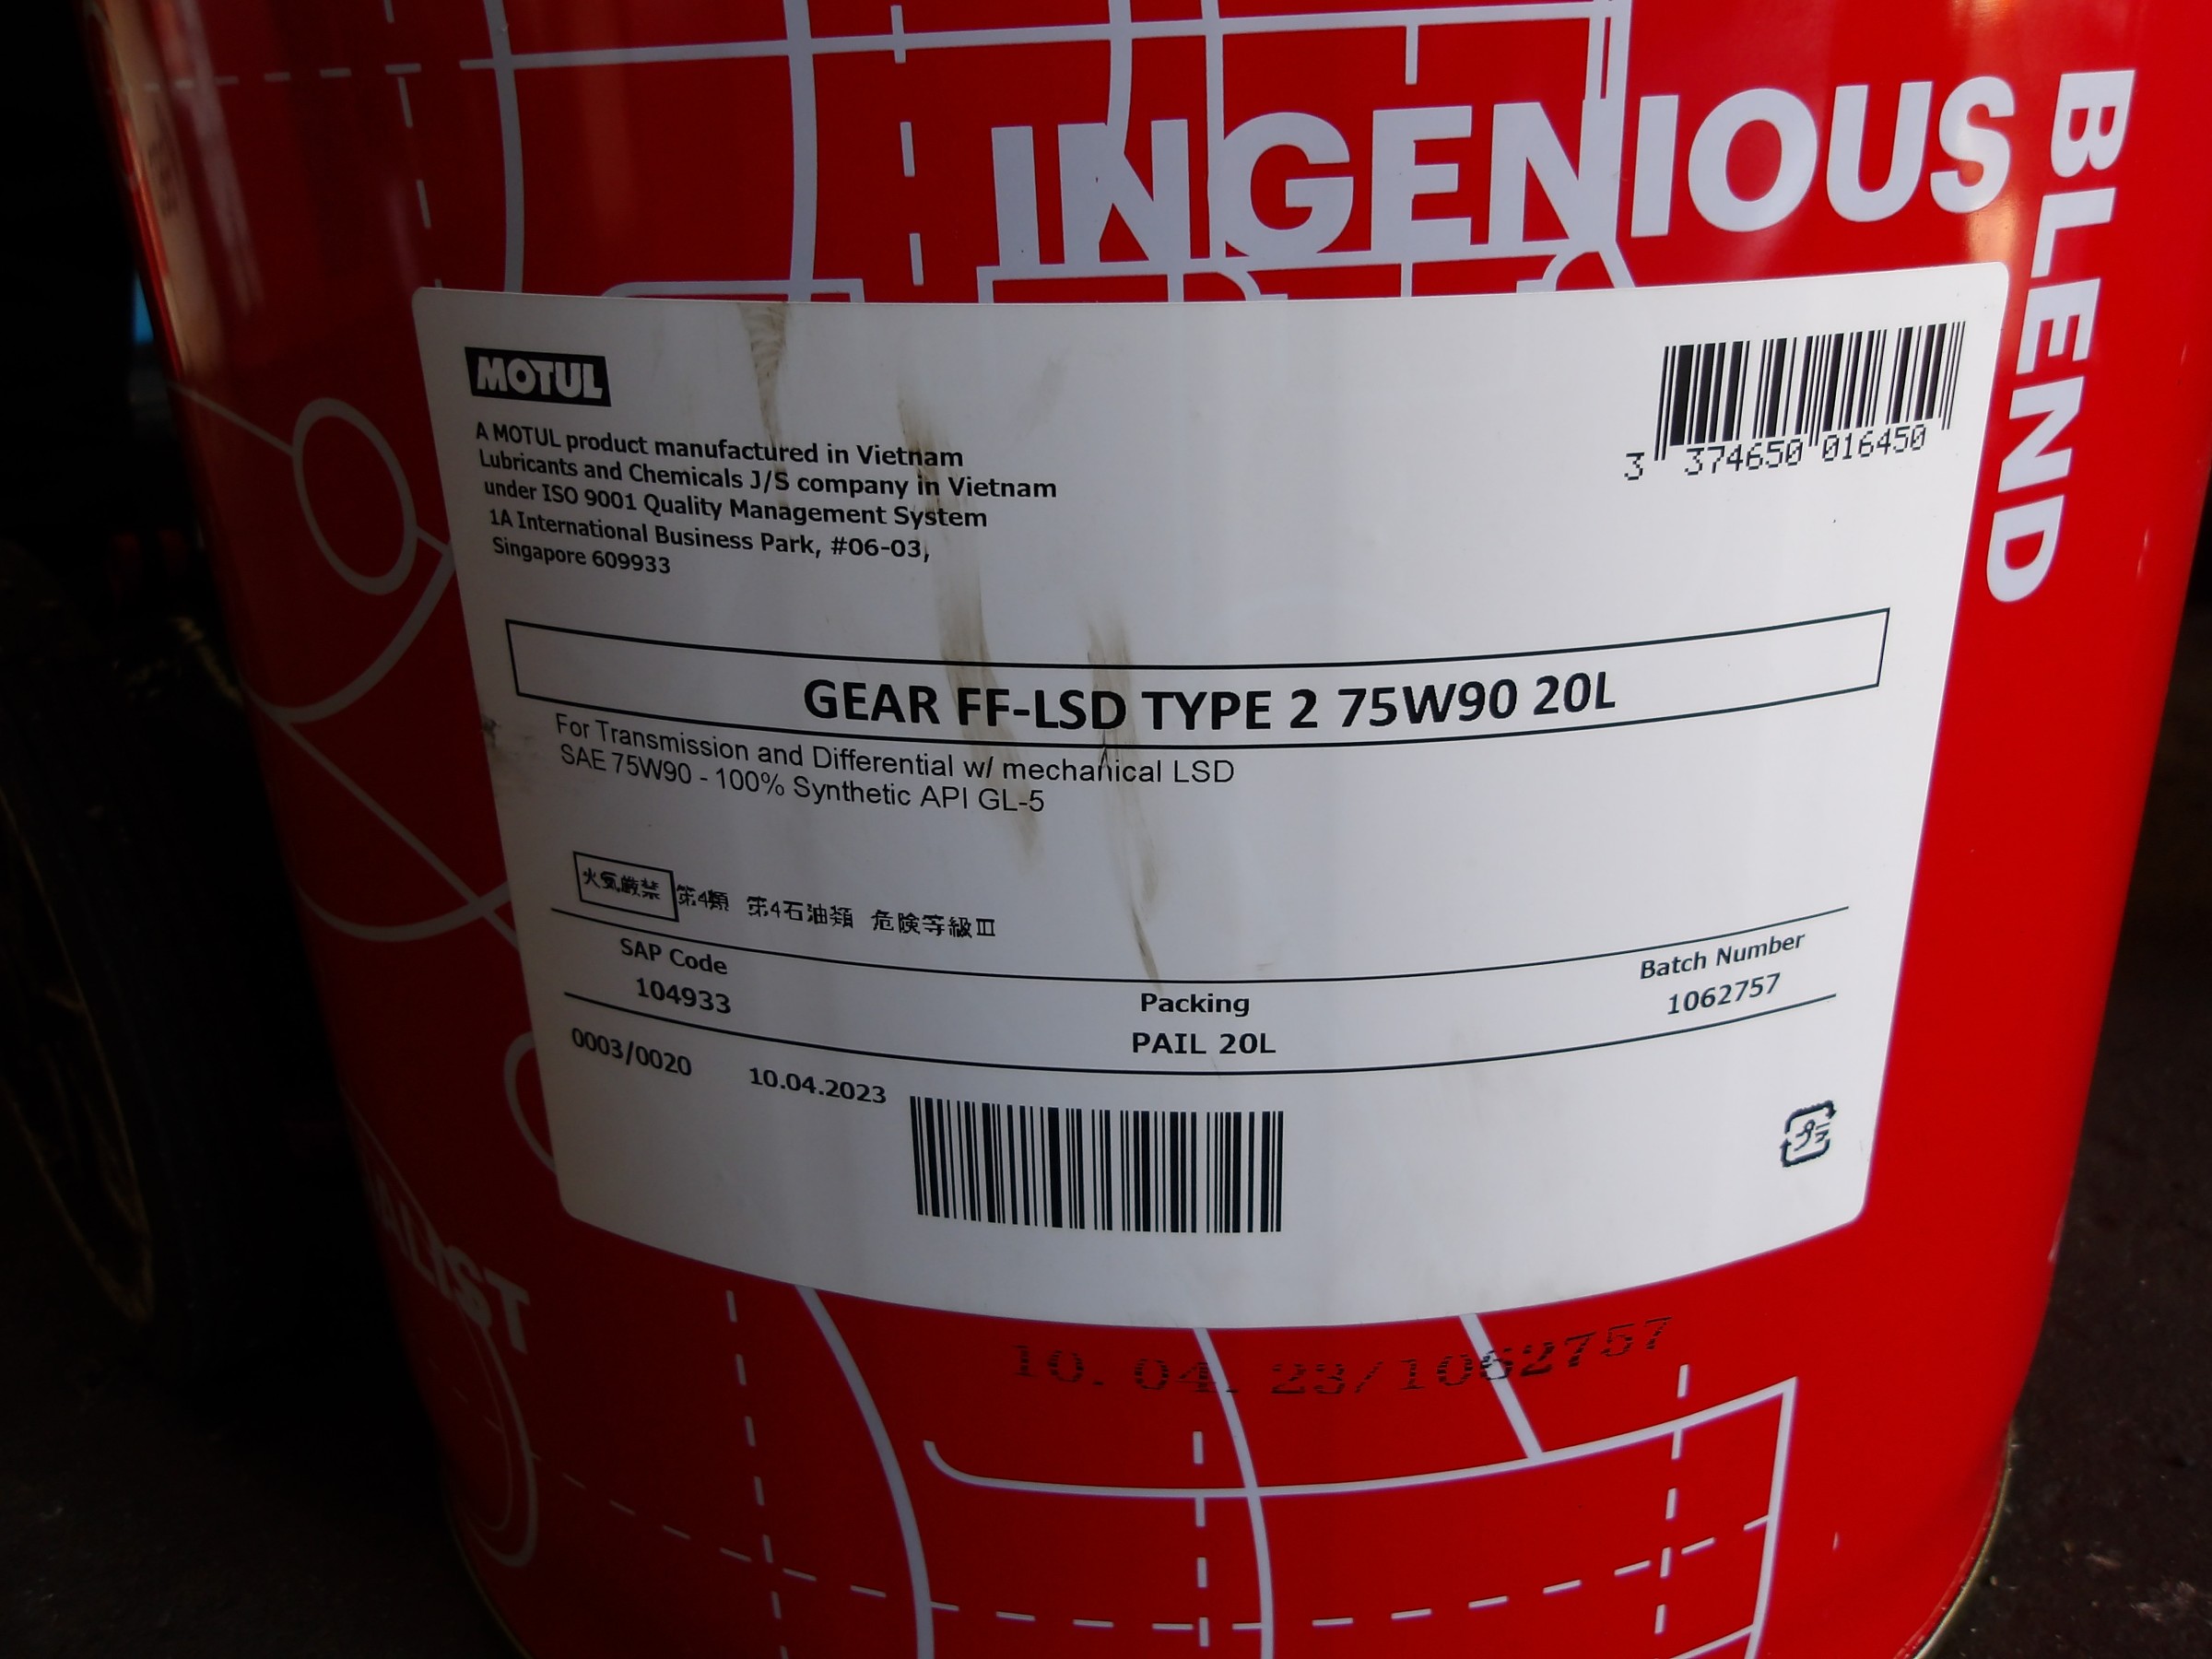 INGENIOUS
BLEND
MOTUL
3 374650 016450
A MOTUL product manufactured in Vietnam
Lubricants and Chemicals J/S company in Vietnam
under ISO 9001 Quality Management System
1A International Business Park, #06-03,
Singapore 609933
GEAR FF-LSD TYPE 2 75W90 20L
For Transmission and Differential w/ mechanical LSD
SAE 75W90 - 100% Synthetic API GL-5
火気厳禁 第4類 第4石油類 危険等級Ⅲ
SAP Code Packing Batch Number
104933 PAIL 20L 1062757
0003/0020 10.04.2023
プラ
10.04.23/1062757